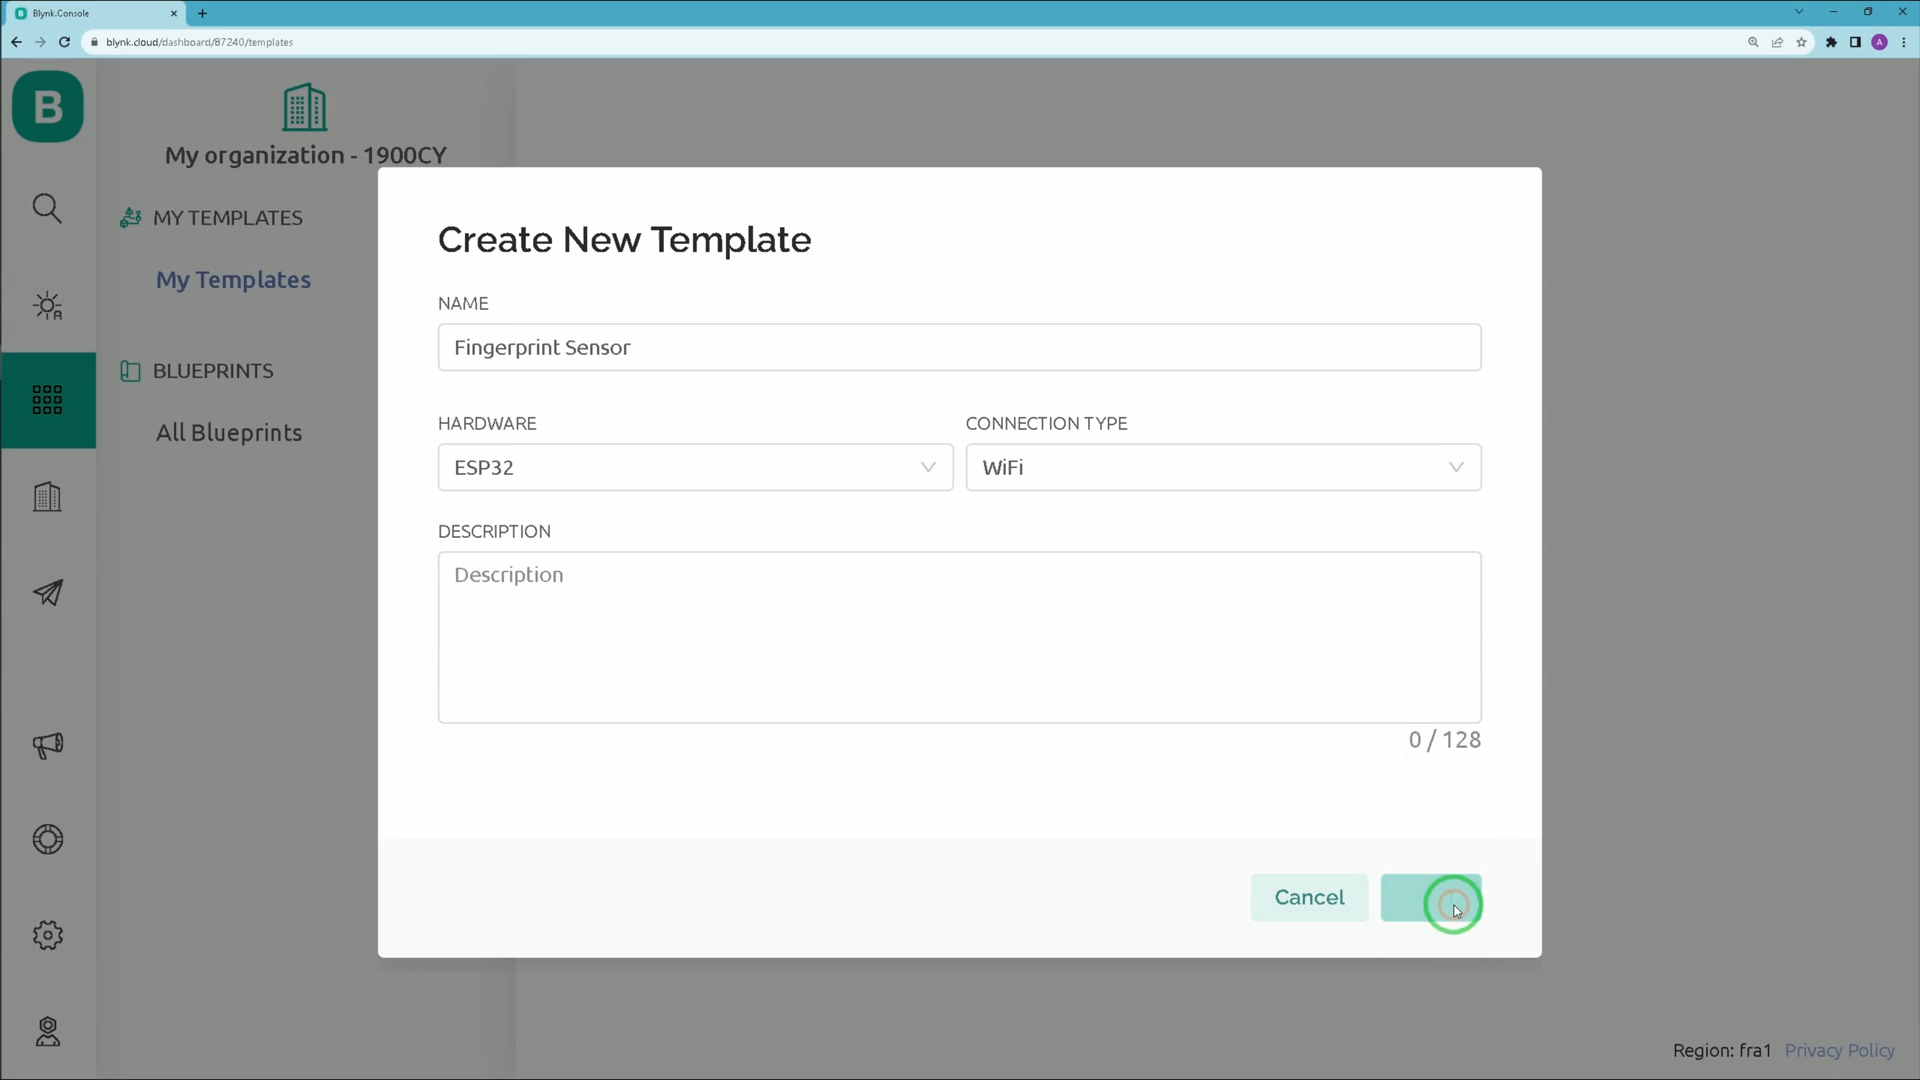 Blynk.Console
blynk.cloud/dashboard/87240/templates
A
B
My organization - 1900CY
MY TEMPLATES
My Templates
BLUEPRINTS
All Blueprints
Create New Template
NAME
Fingerprint Sensor
HARDWARE
CONNECTION TYPE
ESP32
WiFi
DESCRIPTION
Description
0 / 128
Cancel
Region: fra1 Privacy Policy